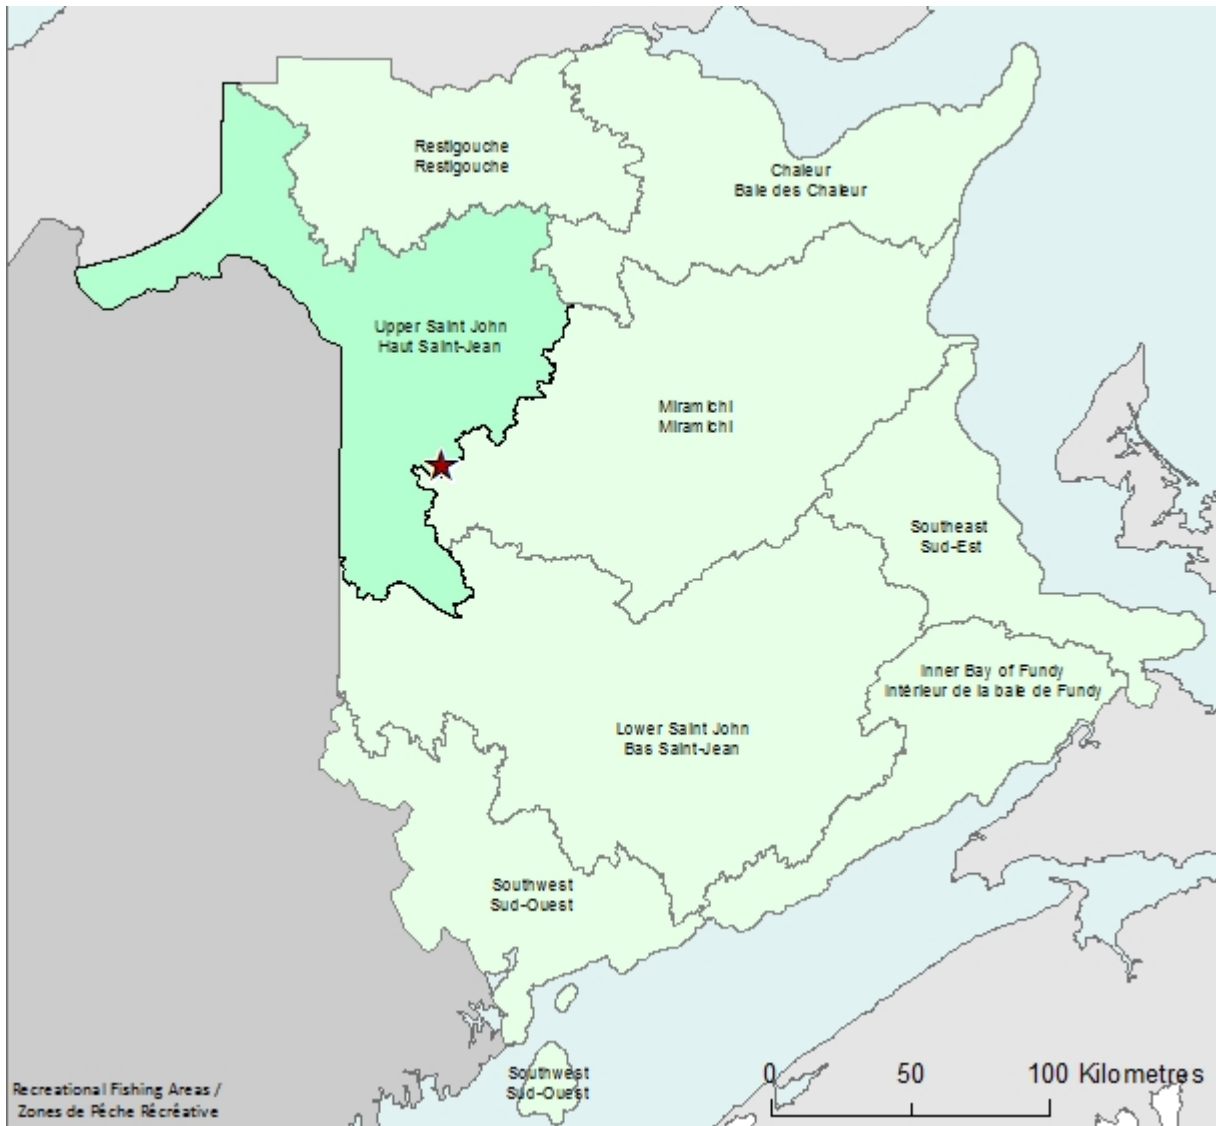 Restigouche
Restigouche
Chaleur
Baie des Chaleur
Upper Saint John
Haut Saint-Jean
Miramichi
Miramichi
Southeast
Sud-Est
Inner Bay of Fundy
Intérieur de la baie de Fundy
Lower Saint John
Bas Saint-Jean
Southwest
Sud-Ouest
Southwest
Sud-Ouest
0 50 100 Kilometres
Recreational Fishing Areas /
Zones de Pêche Récréative